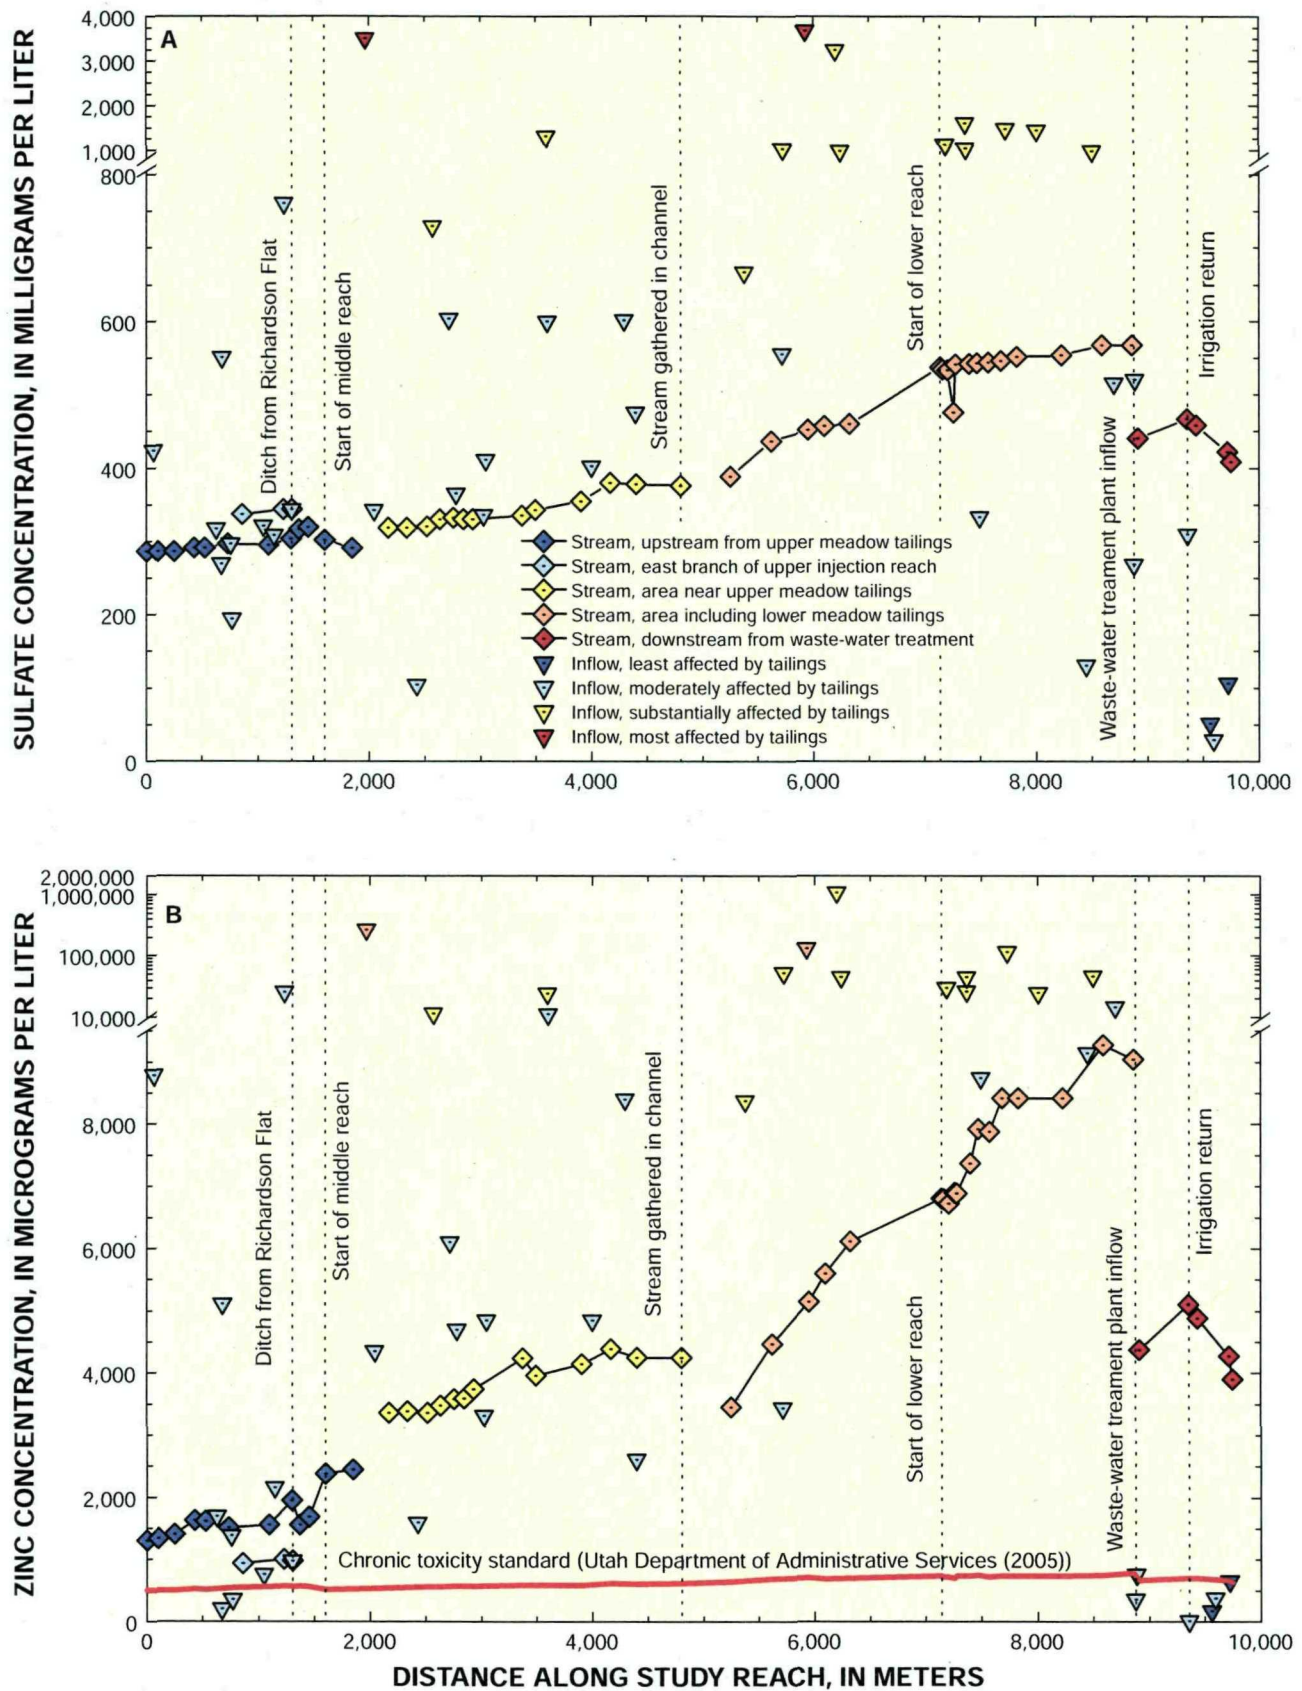 A
SULFATE CONCENTRATION, IN MILLIGRAMS PER LITER
4,000
3,000
2,000
1,000
800
600
400
200
0
Ditch from Richardson Flat
Start of middle reach
Stream gathered in channel
Start of lower reach
Waste-water treament plant inflow
Irrigation return
Stream, upstream from upper meadow tailings
Stream, east branch of upper injection reach
Stream, area near upper meadow tailings
Stream, area including lower meadow tailings
Stream, downstream from waste-water treatment
Inflow, least affected by tailings
Inflow, moderately affected by tailings
Inflow, substantially affected by tailings
Inflow, most affected by tailings
0 2,000 4,000 6,000 8,000 10,000
B
ZINC CONCENTRATION, IN MICROGRAMS PER LITER
2,000,000
1,000,000
100,000
10,000
8,000
6,000
4,000
2,000
0
Ditch from Richardson Flat
Start of middle reach
Stream gathered in channel
Start of lower reach
Waste-water treament plant inflow
Irrigation return
Chronic toxicity standard (Utah Department of Administrative Services (2005))
0 2,000 4,000 6,000 8,000 10,000
DISTANCE ALONG STUDY REACH, IN METERS